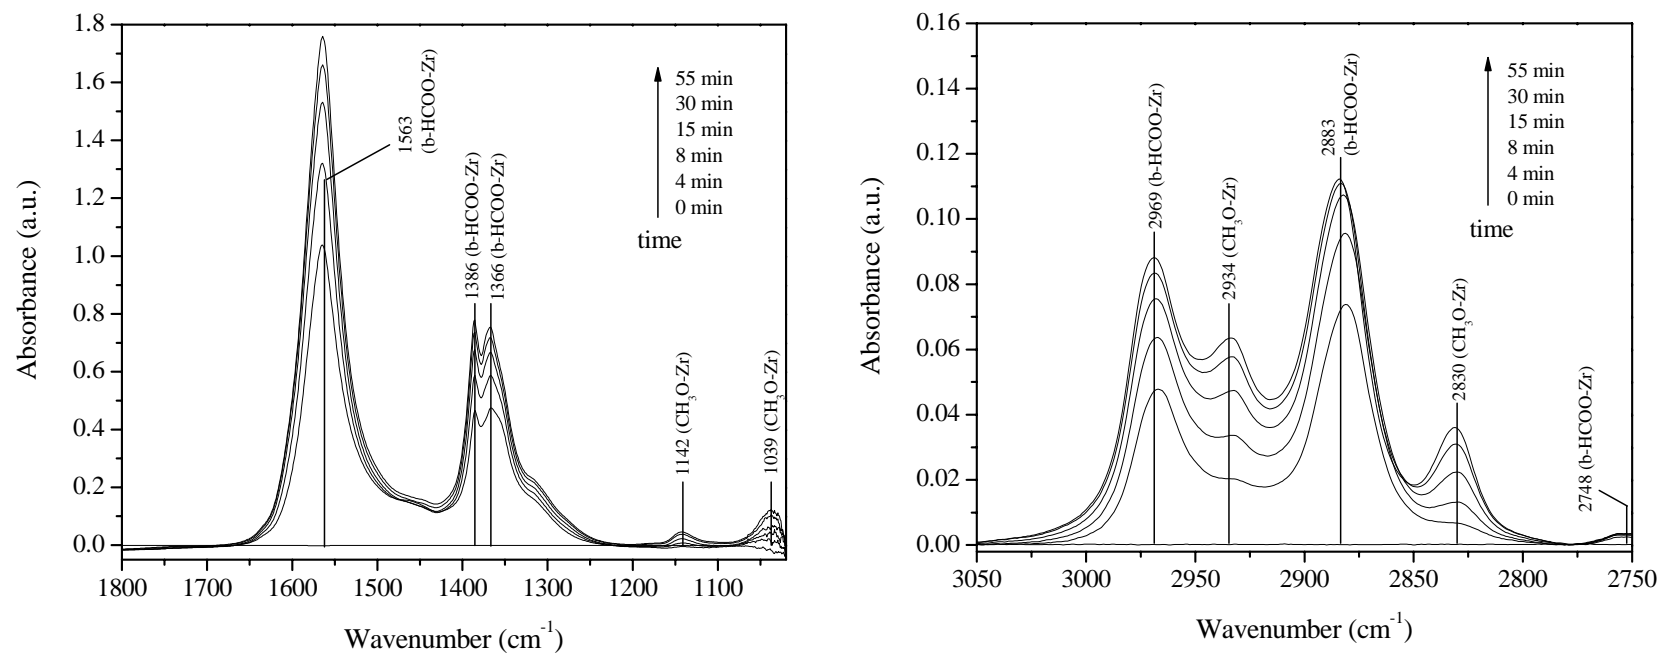 1.8
1.6
1.4
1.2
1.0
0.8
0.6
0.4
0.2
0.0
Absorbance (a.u.)
1563
(b-HCOO-Zr)
1386 (b-HCOO-Zr)
1366 (b-HCOO-Zr)
1142 (CH3O-Zr)
1039 (CH3O-Zr)
55 min
30 min
15 min
8 min
4 min
0 min
time
1800 1700 1600 1500 1400 1300 1200 1100
Wavenumber (cm-1)
0.16
0.14
0.12
0.10
0.08
0.06
0.04
0.02
0.00
Absorbance (a.u.)
2969 (b-HCOO-Zr)
2934 (CH3O-Zr)
2883
(b-HCOO-Zr)
2830 (CH3O-Zr)
2748 (b-HCOO-Zr)
55 min
30 min
15 min
8 min
4 min
0 min
time
3050 3000 2950 2900 2850 2800 2750
Wavenumber (cm-1)